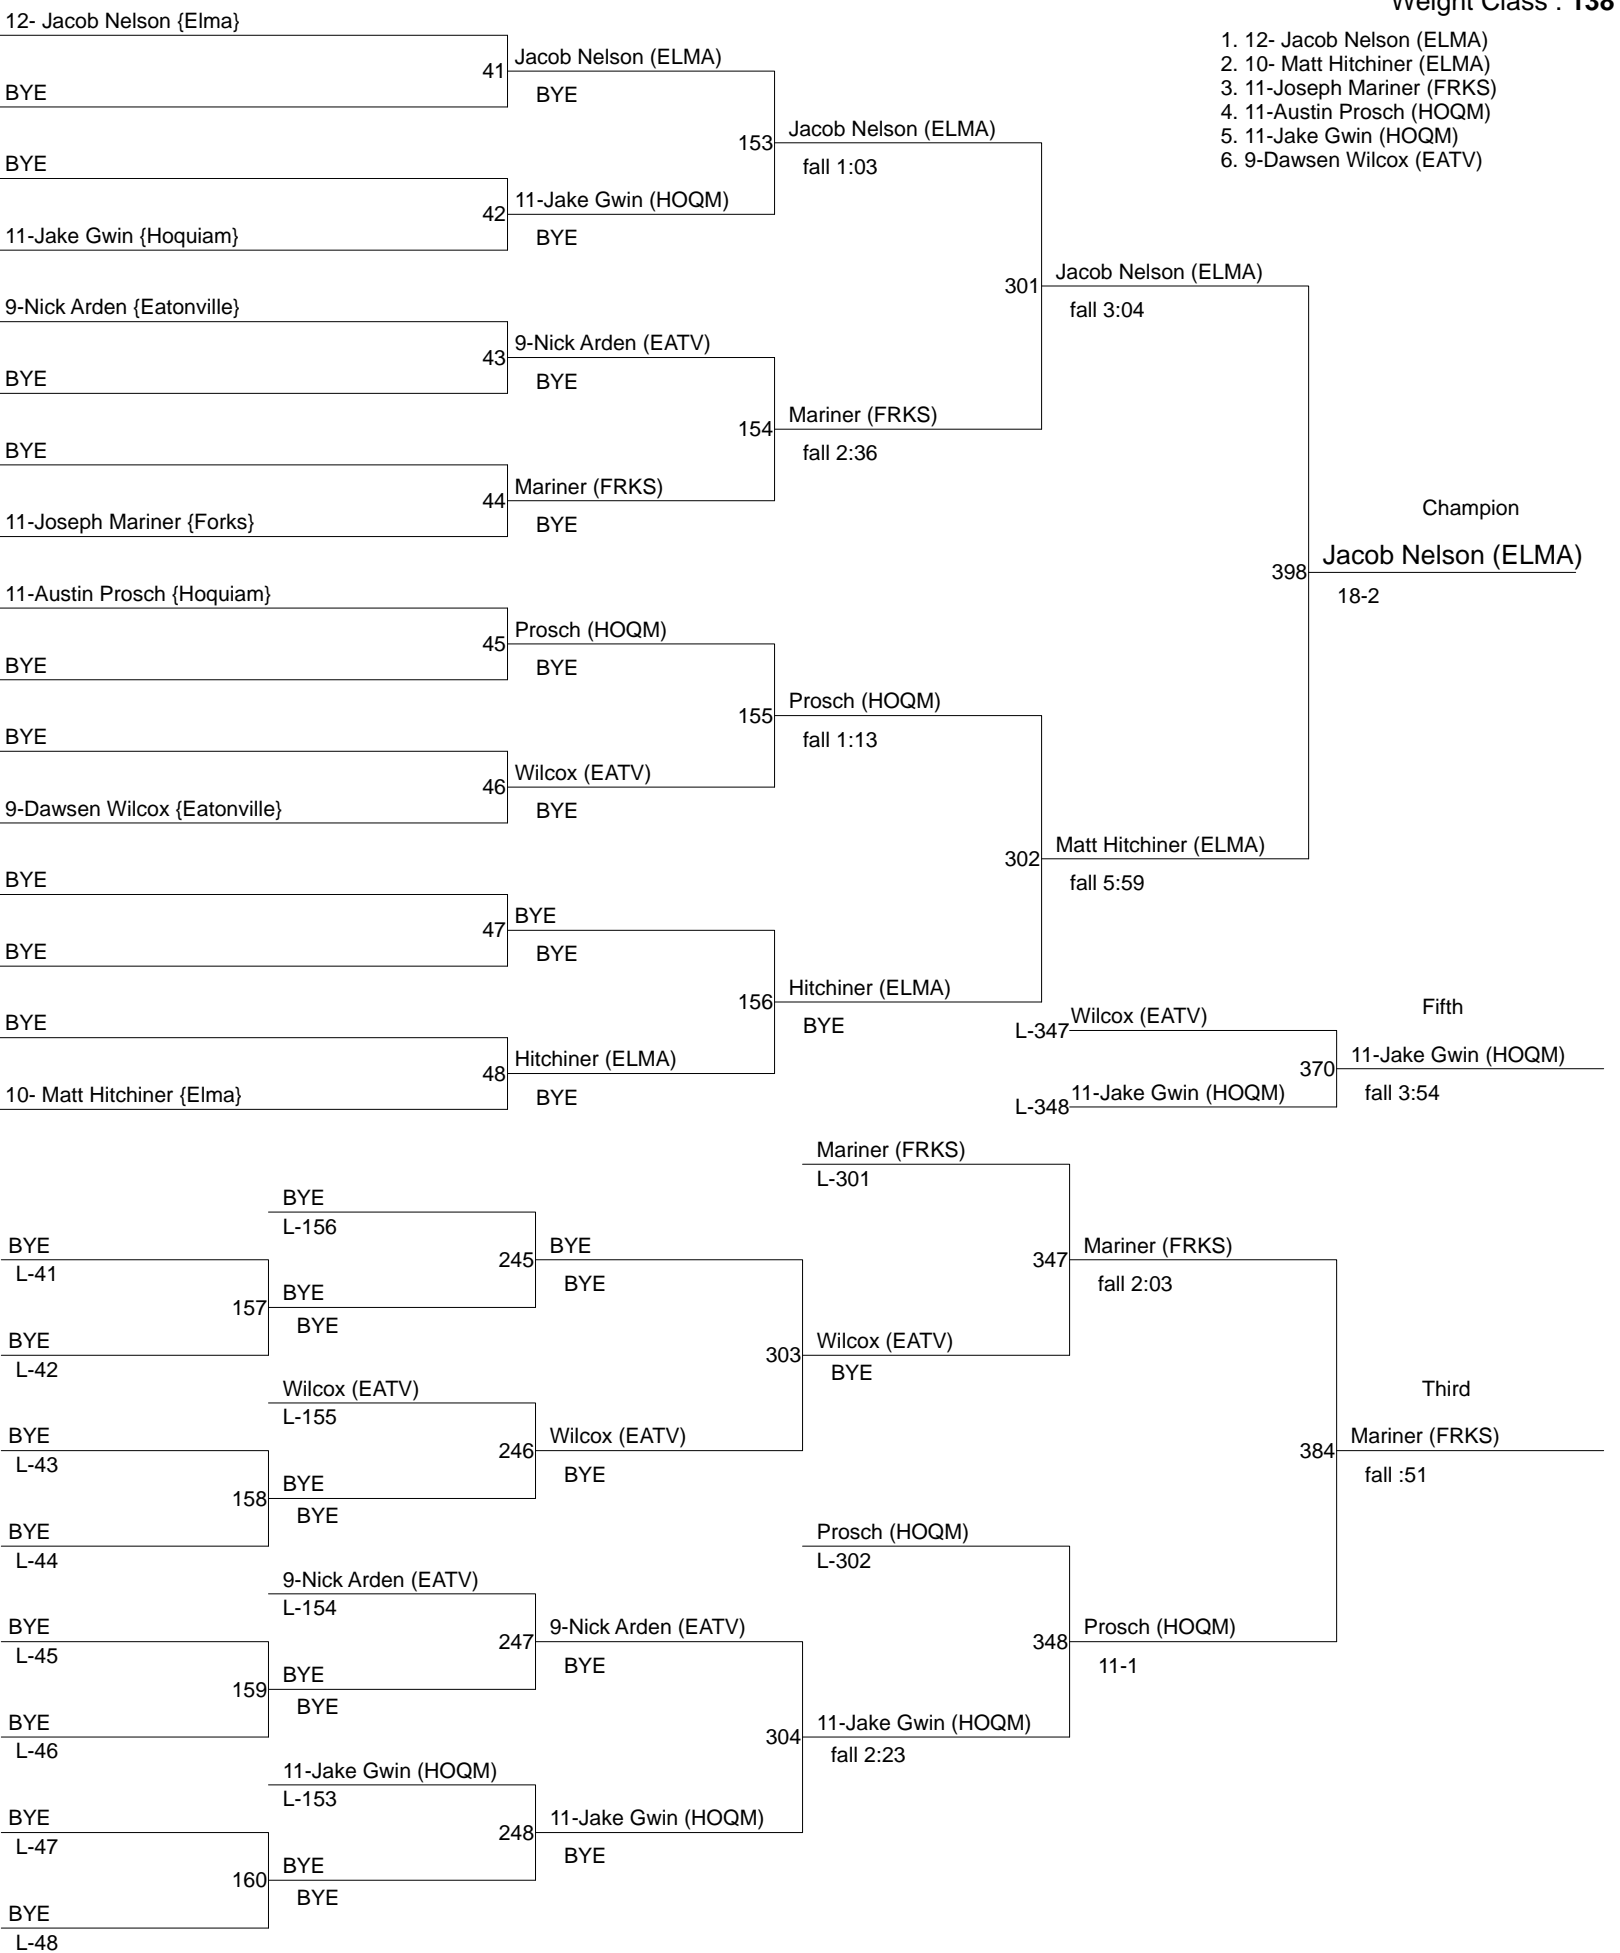 Weight Class : 138
1. 12- Jacob Nelson (ELMA)
2. 10- Matt Hitchiner (ELMA)
3. 11-Joseph Mariner (FRKS)
4. 11-Austin Prosch (HOQM)
5. 11-Jake Gwin (HOQM)
6. 9-Dawsen Wilcox (EATV)
12- Jacob Nelson {Elma}
BYE
BYE
11-Jake Gwin {Hoquiam}
9-Nick Arden {Eatonville}
BYE
BYE
11-Joseph Mariner {Forks}
11-Austin Prosch {Hoquiam}
BYE
BYE
9-Dawsen Wilcox {Eatonville}
BYE
BYE
BYE
10- Matt Hitchiner {Elma}
41
Jacob Nelson (ELMA)
BYE
42
11-Jake Gwin (HOQM)
BYE
43
9-Nick Arden (EATV)
BYE
44
Mariner (FRKS)
BYE
45
Prosch (HOQM)
BYE
46
Wilcox (EATV)
BYE
47
BYE
BYE
48
Hitchiner (ELMA)
BYE
153
Jacob Nelson (ELMA)
fall 1:03
154
Mariner (FRKS)
fall 2:36
155
Prosch (HOQM)
fall 1:13
156
Hitchiner (ELMA)
BYE
301
Jacob Nelson (ELMA)
fall 3:04
302
Matt Hitchiner (ELMA)
fall 5:59
Champion
398
Jacob Nelson (ELMA)
18-2
L-347
Wilcox (EATV)
L-348
11-Jake Gwin (HOQM)
Fifth
370
11-Jake Gwin (HOQM)
fall 3:54
BYE
L-41
BYE
L-42
BYE
L-43
BYE
L-44
BYE
L-45
BYE
L-46
BYE
L-47
BYE
L-48
BYE
L-156
157
BYE
BYE
Wilcox (EATV)
L-155
158
BYE
BYE
9-Nick Arden (EATV)
L-154
159
BYE
BYE
11-Jake Gwin (HOQM)
L-153
160
BYE
BYE
245
BYE
BYE
246
Wilcox (EATV)
BYE
247
9-Nick Arden (EATV)
BYE
248
11-Jake Gwin (HOQM)
BYE
Mariner (FRKS)
L-301
303
Wilcox (EATV)
BYE
Prosch (HOQM)
L-302
304
11-Jake Gwin (HOQM)
fall 2:23
347
Mariner (FRKS)
fall 2:03
348
Prosch (HOQM)
11-1
Third
384
Mariner (FRKS)
fall :51